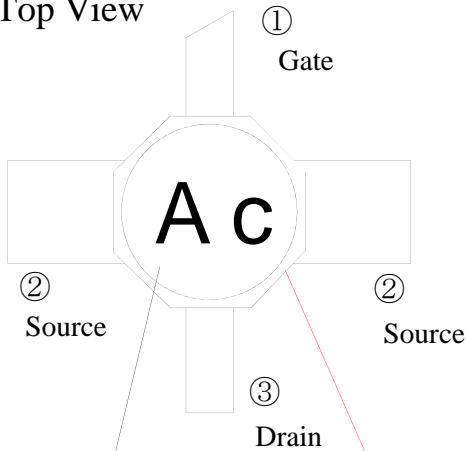 Top View
①
Gate
A c
②
Source
②
Source
③
Drain